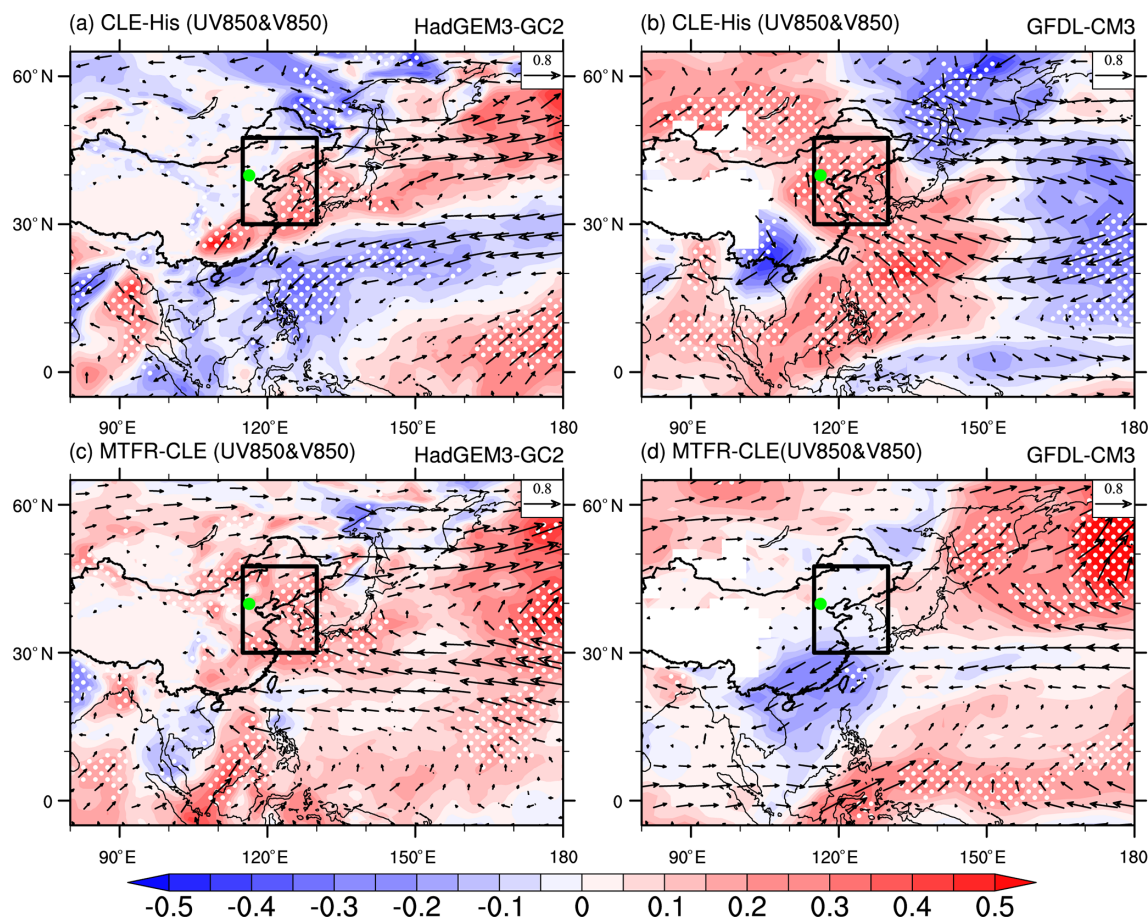 (a) CLE-His (UV850&V850) HadGEM3-GC2
(b) CLE-His (UV850&V850) GFDL-CM3
0.8
0.8
60°N
60°N
30°N
30°N
0
0
90°E 120°E 150°E 180
90°E 120°E 150°E 180
(c) MTFR-CLE (UV850&V850) HadGEM3-GC2
(d) MTFR-CLE(UV850&V850) GFDL-CM3
0.8
0.8
60°N
60°N
30°N
30°N
0
0
90°E 120°E 150°E 180
90°E 120°E 150°E 180
-0.5 -0.4 -0.3 -0.2 -0.1 0 0.1 0.2 0.3 0.4 0.5